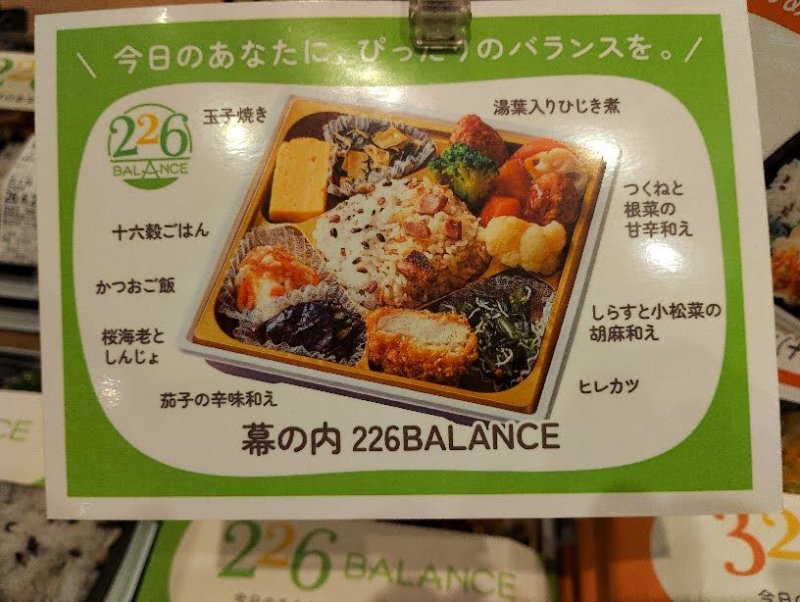 今日のあなたに、ぴったりのバランスを。
226
BALANCE
玉子焼き
湯葉入りひじき煮
十六穀ごはん
つくねと
根菜の
甘辛和え
かつおご飯
桜海老と
しんじょ
しらすと小松菜の
胡麻和え
茄子の辛味和え
ヒレカツ
幕の内 226BALANCE
226 BALANCE
32